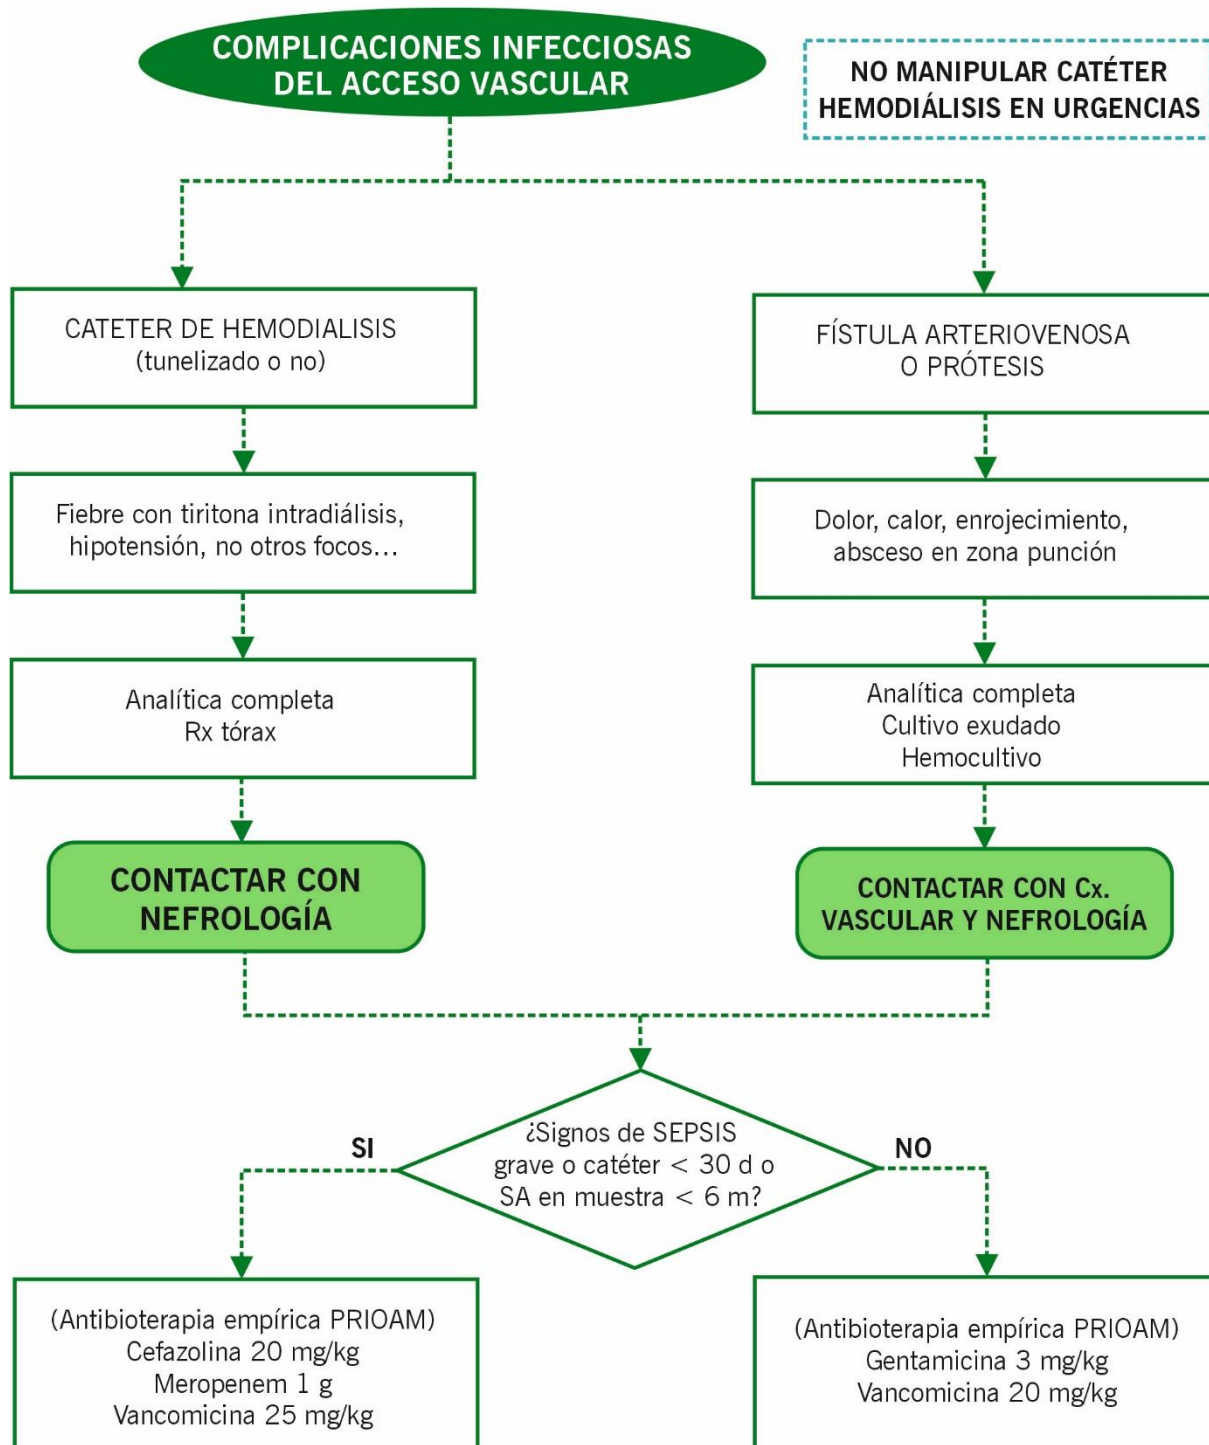 COMPLICACIONES INFECCIOSAS
DEL ACCESO VASCULAR
NO MANIPULAR CATÉTER
HEMODIÁLISIS EN URGENCIAS
CATETER DE HEMODIALISIS
(tunelizado o no)
FÍSTULA ARTERIOVENOSA
O PRÓTESIS
Fiebre con tiritona intradiálisis,
hipotensión, no otros focos...
Dolor, calor, enrojecimiento,
absceso en zona punción
Analítica completa
Rx tórax
Analítica completa
Cultivo exudado
Hemocultivo
CONTACTAR CON
NEFROLOGÍA
CONTACTAR CON Cx.
VASCULAR Y NEFROLOGÍA
¿Signos de SEPSIS
grave o catéter < 30 d o
SA en muestra < 6 m?
SI
NO
(Antibioterapia empírica PRIOAM)
Cefazolina 20 mg/kg
Meropenem 1 g
Vancomicina 25 mg/kg
(Antibioterapia empírica PRIOAM)
Gentamicina 3 mg/kg
Vancomicina 20 mg/kg